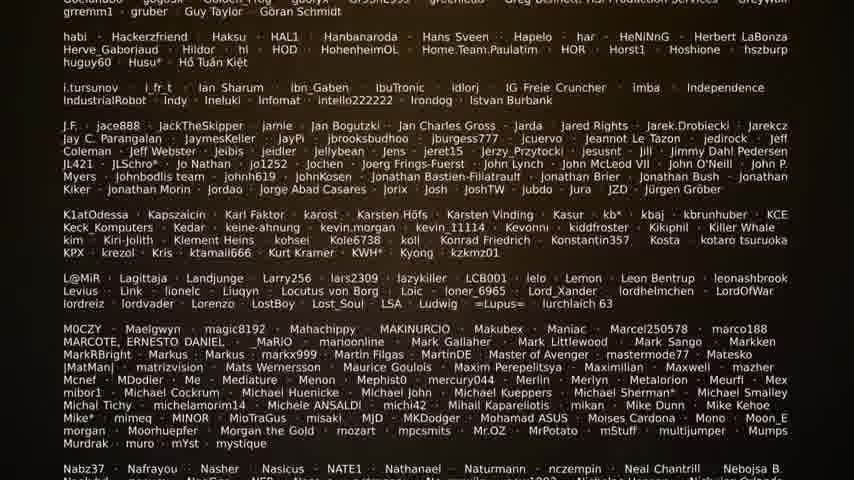 grremm1 · gruber · Guy Taylor · Göran Schmidt
habi · Hackerzfriend · Haksu · HAL1 · Hanbanaroda · Hans Sveen · Hapelo · har · HeNiNnG · Herbert LaBonza
Herve_Gaboriaud · Hildor · hl · HOD · HohenheimOL · Home.Team.Paulatim · HOR · Horst1 · Hoshione · hszburp
huguy60 · Husu* · Hồ Tuấn Kiệt
i.tursunov · i_fr_t · Ian Sharum · ibn_Gaben · IbuTronic · idlorj · IG Freie Cruncher · imba · Independence
IndustrialRobot · Indy · Ineluki · Infomat · intello222222 · Irondog · Istvan Burbank
J.F. · jace888 · JackTheSkipper · jamie · Jan Bogutzki · Jan Charles Gross · Jarda · Jared Rights · Jarek.Drobiecki · Jarekcz
Jay C. Parangalan · JaymesKeller · JayPi · jbrooksbudhoo · jburgess777 · jcuervo · Jeannot Le Tazon · jedirock · Jeff
Coleman · Jeff Webster · Jeibis · jeidler · Jellybean · Jens · jeret15 · Jerzy_Przytocki · jesusnt · Jill · Jimmy Dahl Pedersen
JL421 · JLSchro* · Jo Nathan · jo1252 · Jochen · Joerg Frings-Fuerst · John Lynch · John McLeod VII · John O'Neill · John P.
Myers · Johnbodlis team · johnh619 · JohnKosen · Jonathan Bastien-Filiatrault · Jonathan Brier · Jonathan Bush · Jonathan
Kiker · Jonathan Morin · Jordao · Jorge Abad Casares · Jorix · Josh · JoshTW · jubdo · Jura · JZD · Jürgen Gröber
K1atOdessa · Kapszaicin · Karl Faktor · karost · Karsten Höfs · Karsten Vinding · Kasur · kb* · kbaj · kbrunhuber · KCE
Keck_Komputers · Kedar · keine-ahnung · kevin.morgan · kevin_11114 · Kevonni · kiddfroster · Kikiphil · Killer Whale
kim · Kiri-Jolith · Klement Heins · kohsei · Kole6738 · koli · Konrad Friedrich · Konstantin357 · Kosta · kotaro tsuruoka
KPX · krezol · Kris · ktamail666 · Kurt Kramer · KWH* · Kyong · kzkmz01
L@MiR · Lagittaja · Landjunge · Larry256 · lars2309 · lazykiller · LCB001 · lelo · Lemon · Leon Bentrup · leonashbrook
Levius · Link · lionelc · Liuqyn · Locutus von Borg · Loic · loner_6965 · Lord_Xander · lordhelmchen · LordOfWar
lordreiz · lordvader · Lorenzo · LostBoy · Lost_Soul · LSA · Ludwig · =Lupus= · lurchlaich 63
M0CZY · Maelgwyn · magic8192 · Mahachippy · MAKINURCIO · Makubex · Maniac · Marcel250578 · marco188
MARCOTE, ERNESTO DANIEL · _MaRiO · marioonline · Mark Gallaher · Mark Littlewood · Mark Sango · Markken
MarkRBright · Markus · Markus · markx999 · Martin Filgas · MartinDE · Master of Avenger · mastermode77 · Matesko
|MatMan| · matrizvision · Mats Wernersson · Maurice Goulois · Maxim Perepelitsya · Maximilian · Maxwell · mazher
Mcnef · MDodier · Me · Mediature · Menon · Mephist0 · mercury044 · Merlin · Merlyn · Metalorion · Meurfi · Mex
mibor1 · Michael Cockrum · Michael Huenicke · Michael John · Michael Kueppers · Michael Sherman* · Michael Smalley
Michal Tichy · michelamorim14 · Michele ANSALDI · michi42 · Mihail Kapareliotis · mikan · Mike Dunn · Mike Kehoe
Mike* · mimeq · MINOR · MioTraGus · misaki · MjD · MKDodger · Mohamad ASUS · Moises Cardona · Mono · Moon_E
morgan · Moorhuepfer · Morgan the Gold · mozart · mpcsmits · Mr.OZ · MrPotato · mStuff · multijumper · Mumps
Murdrak · muro · mYst · mystique
Nabz37 · Nafrayou · Nasher · Nasicus · NATE1 · Nathanael · Naturmann · nczempin · Neal Chantrill · Nebojsa B.